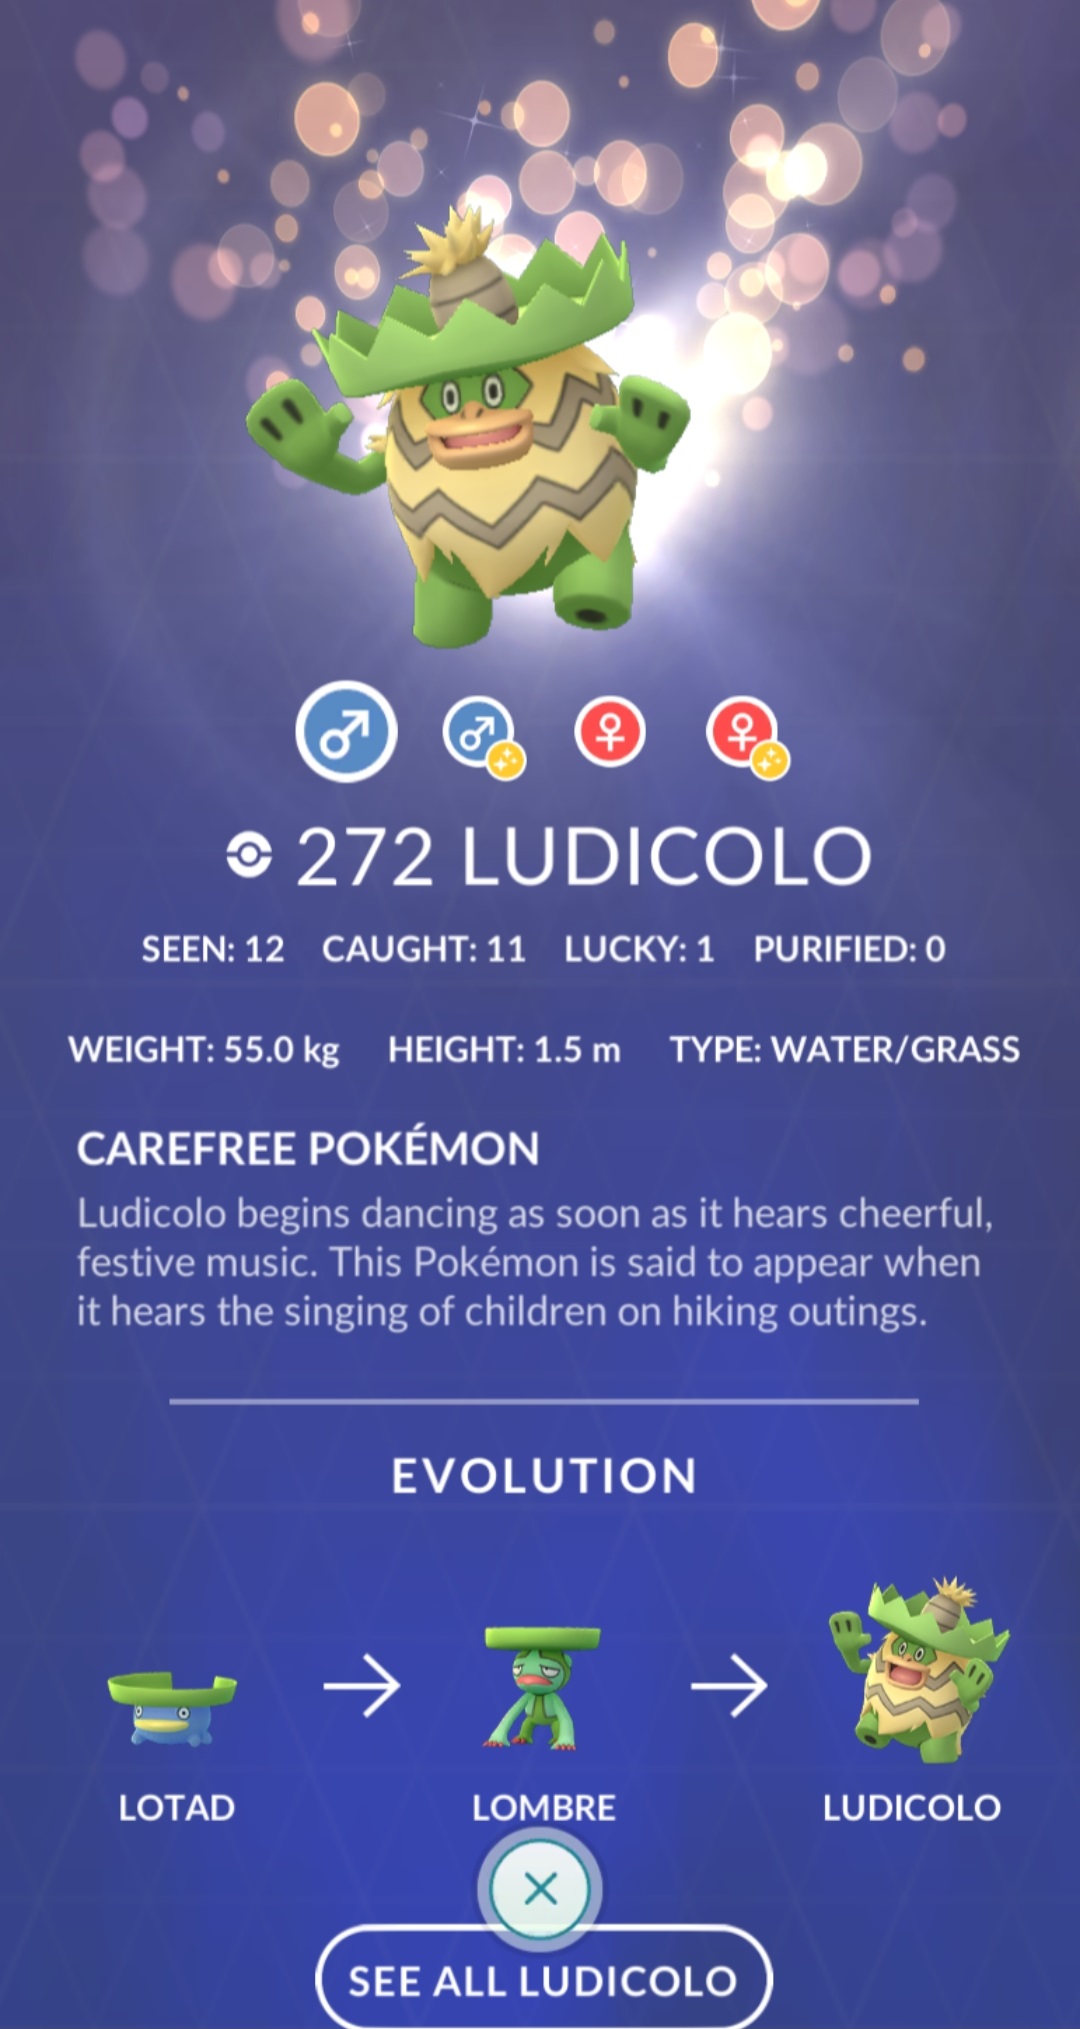 272 LUDICOLO
SEEN: 12 CAUGHT: 11 LUCKY: 1 PURIFIED: 0
WEIGHT: 55.0 kg HEIGHT: 1.5 m TYPE: WATER/GRASS
CAREFREE POKÉMON
Ludicolo begins dancing as soon as it hears cheerful,
festive music. This Pokémon is said to appear when
it hears the singing of children on hiking outings.
EVOLUTION
LOTAD LOMBRE LUDICOLO
SEE ALL LUDICOLO